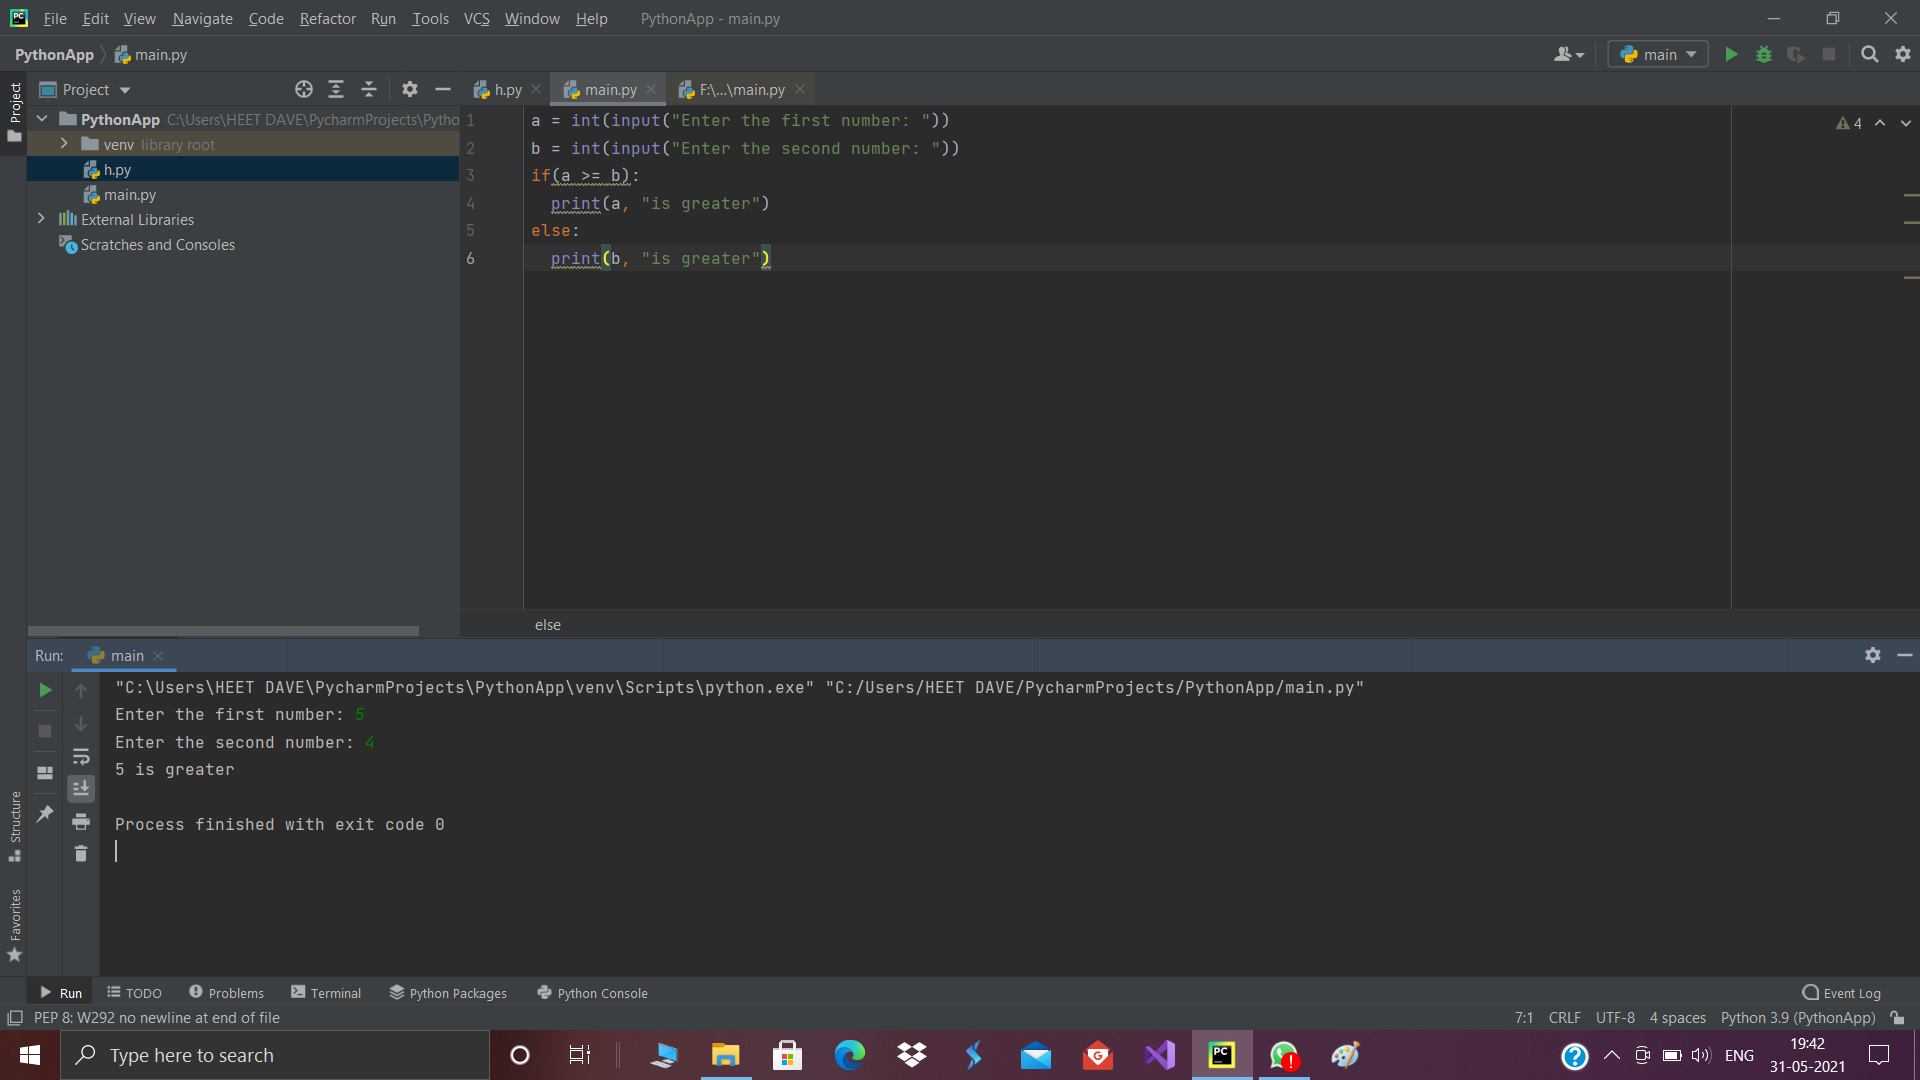 File Edit View Navigate Code Refactor Run Tools VCS Window Help PythonApp - main.py
PythonApp main.py main
Project
Project
h.py main.py F:\...\main.py
PythonApp C:\Users\HEET DAVE\PycharmProjects\Pytho
venv library root
h.py
main.py
External Libraries
Scratches and Consoles
1 a = int(input("Enter the first number: "))
2 b = int(input("Enter the second number: "))
3 if(a >= b):
4 print(a, "is greater")
5 else:
6 print(b, "is greater")
4
else
Run: main
"C:\Users\HEET DAVE\PycharmProjects\PythonApp\venv\Scripts\python.exe" "C:/Users/HEET DAVE/PycharmProjects/PythonApp/main.py"
Enter the first number: 5
Enter the second number: 4
5 is greater
Process finished with exit code 0
Structure
Favorites
Run TODO Problems Terminal Python Packages Python Console Event Log
PEP 8: W292 no newline at end of file 7:1 CRLF UTF-8 4 spaces Python 3.9 (PythonApp)
Type here to search
PC
ENG
19:42
31-05-2021